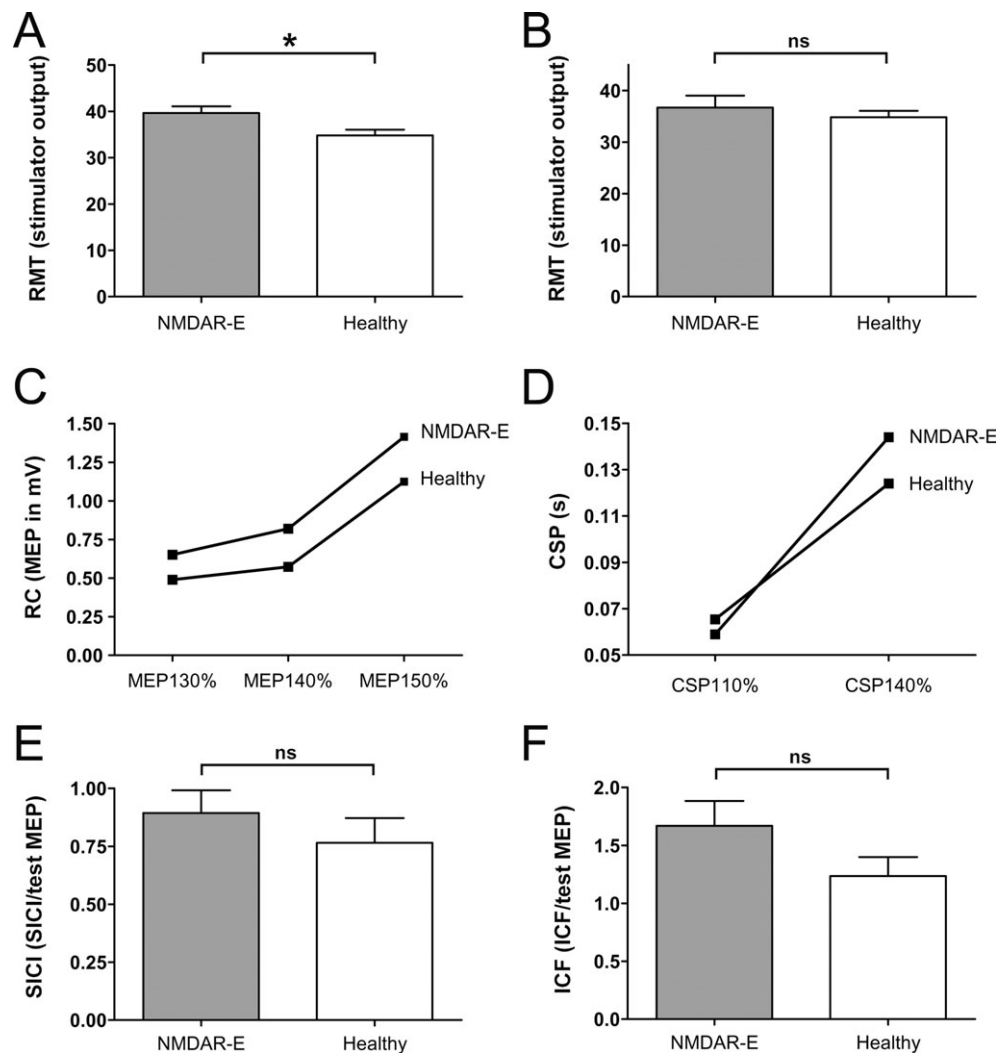 A
*
RMT (stimulator output)
50
40
30
20
10
0
NMDAR-E Healthy
B
ns
RMT (stimulator output)
40
30
20
10
0
NMDAR-E Healthy
C
RC (MEP in mV)
1.50
1.25
1.00
0.75
0.50
0.25
0.00
NMDAR-E
Healthy
MEP130% MEP140% MEP150%
D
CSP (s)
0.15
0.13
0.11
0.09
0.07
0.05
NMDAR-E
Healthy
CSP110% CSP140%
E
ns
SICI (SICI/test MEP)
1.00
0.75
0.50
0.25
0.00
NMDAR-E Healthy
F
ns
ICF (ICF/test MEP)
2.0
1.5
1.0
0.5
0.0
NMDAR-E Healthy